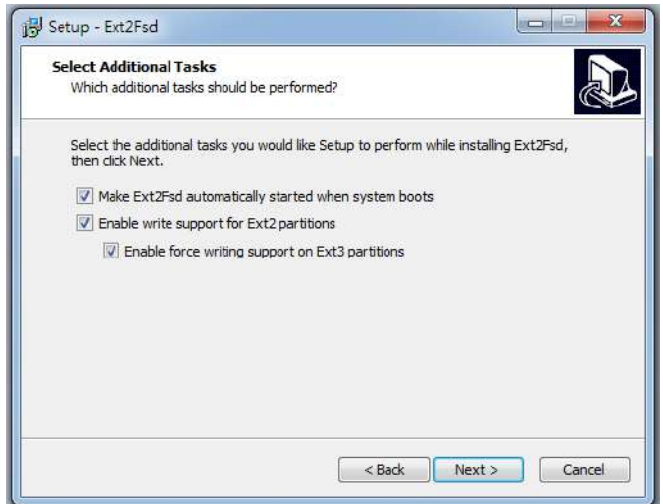 Setup - Ext2Fsd
Select Additional Tasks
Which additional tasks should be performed?
Select the additional tasks you would like Setup to perform while installing Ext2Fsd,
then click Next.
Make Ext2Fsd automatically started when system boots
Enable write support for Ext2 partitions
Enable force writing support on Ext3 partitions
< Back Next > Cancel